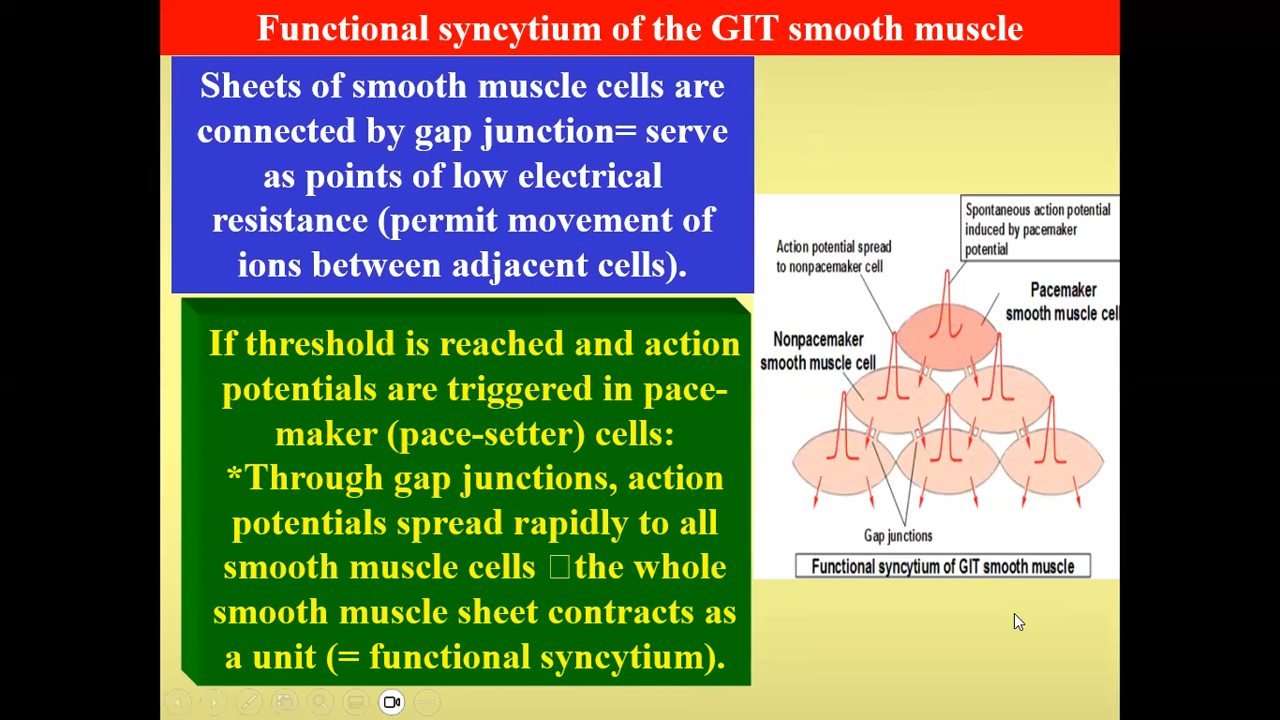 Functional syncytium of the GIT smooth muscle
Sheets of smooth muscle cells are
connected by gap junction= serve
as points of low electrical
resistance (permit movement of
ions between adjacent cells).
If threshold is reached and action
potentials are triggered in pace-
maker (pace-setter) cells:
*Through gap junctions, action
potentials spread rapidly to all
smooth muscle cells □the whole
smooth muscle sheet contracts as
a unit (= functional syncytium).
Spontaneous action potential
induced by pacemaker
potential
Action potential spread
to nonpacemaker cell
Pacemaker
smooth muscle cel
Nonpacemaker
smooth muscle cell
Gap junctions
Functional syncytium of GIT smooth muscle